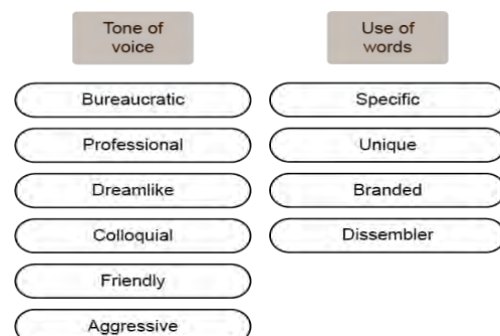 Tone of
voice
Bureaucratic
Professional
Dreamlike
Colloquial
Friendly
Aggressive
Use of
words
Specific
Unique
Branded
Dissembler